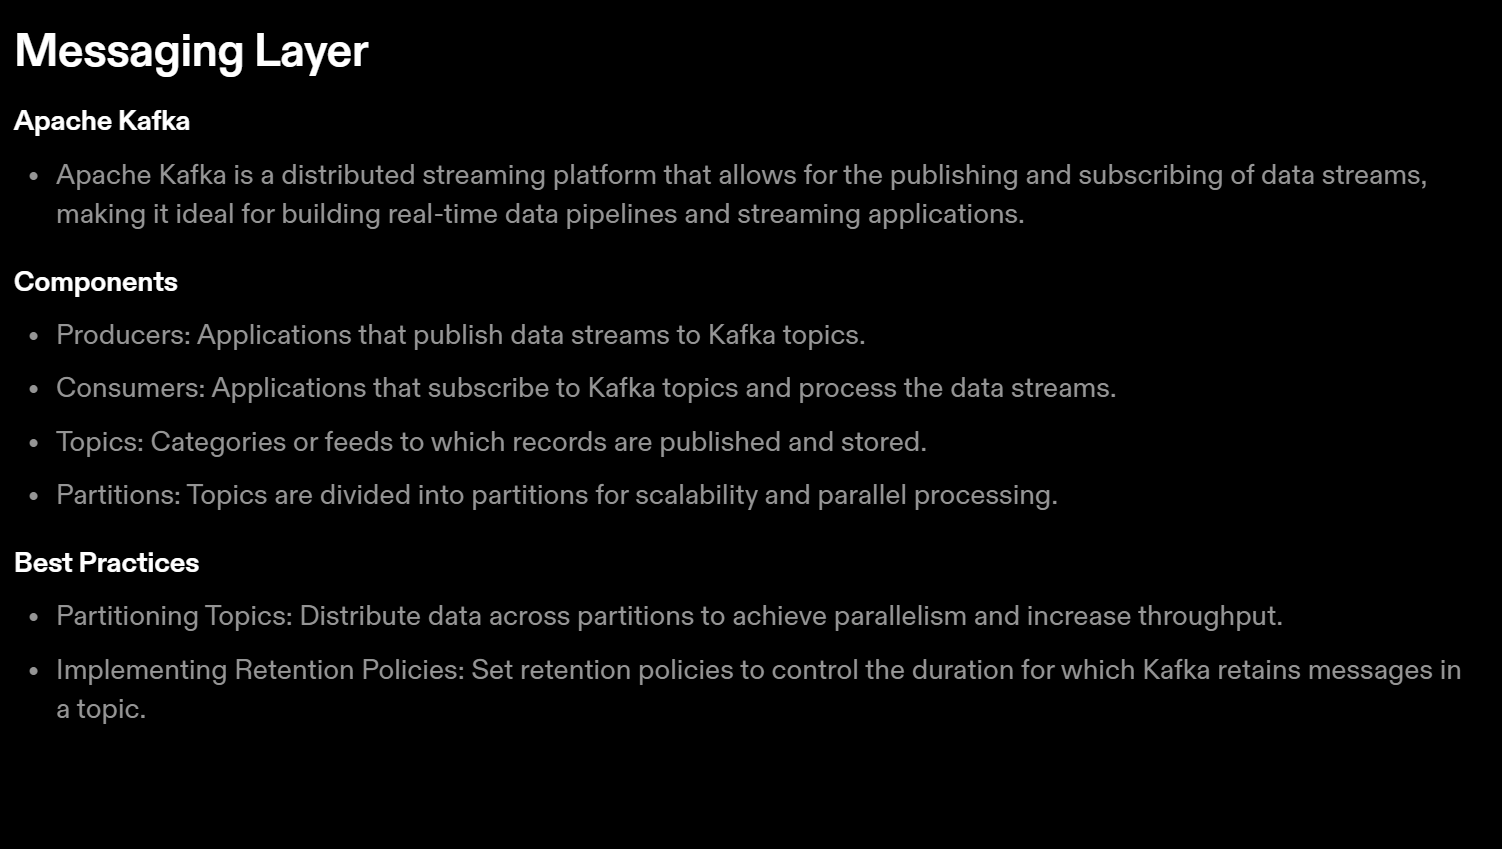 Messaging Layer
Apache Kafka
• Apache Kafka is a distributed streaming platform that allows for the publishing and subscribing of data streams,
making it ideal for building real-time data pipelines and streaming applications.
Components
• Producers: Applications that publish data streams to Kafka topics.
• Consumers: Applications that subscribe to Kafka topics and process the data streams.
• Topics: Categories or feeds to which records are published and stored.
• Partitions: Topics are divided into partitions for scalability and parallel processing.
Best Practices
• Partitioning Topics: Distribute data across partitions to achieve parallelism and increase throughput.
• Implementing Retention Policies: Set retention policies to control the duration for which Kafka retains messages in
a topic.